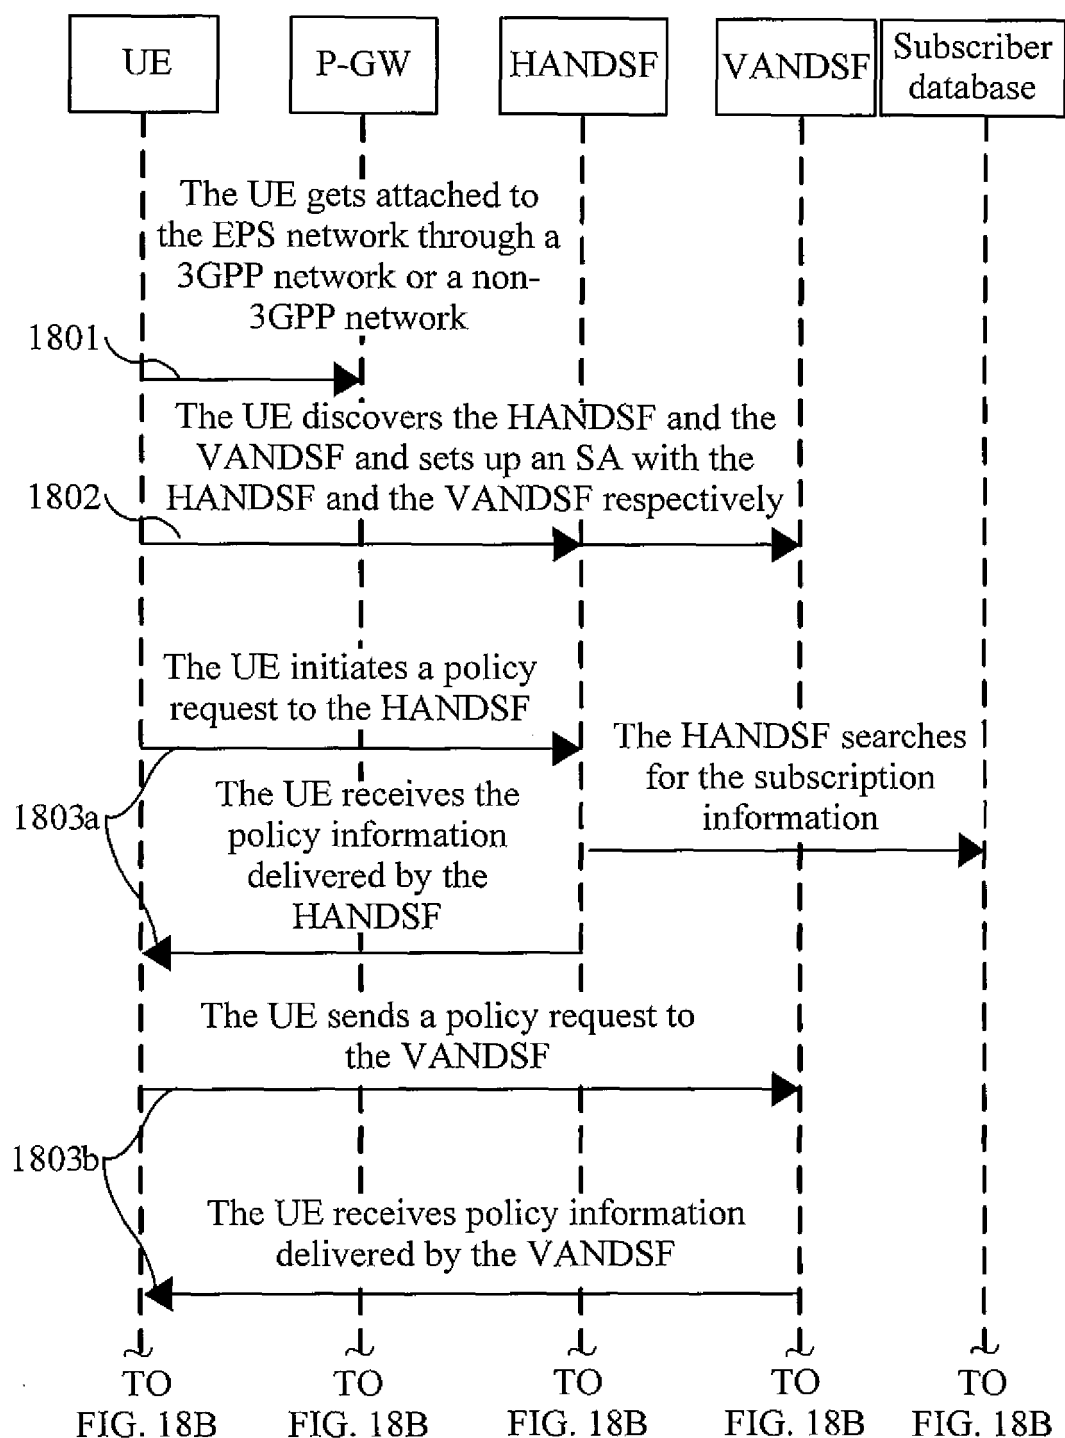 UE
P-GW
HANDSF
VANDSF
Subscriber
database
The UE gets attached to
the EPS network through a
3GPP network or a non-
3GPP network
1801
The UE discovers the HANDSF and the
VANDSF and sets up an SA with the
HANDSF and the VANDSF respectively
1802
The UE initiates a policy
request to the HANDSF
The HANDSF searches
for the subscription
information
1803a
The UE receives the
policy information
delivered by the
HANDSF
The UE sends a policy request to
the VANDSF
1803b
The UE receives policy information
delivered by the VANDSF
TO
FIG. 18B
TO
FIG. 18B
TO
FIG. 18B
TO
FIG. 18B
TO
FIG. 18B